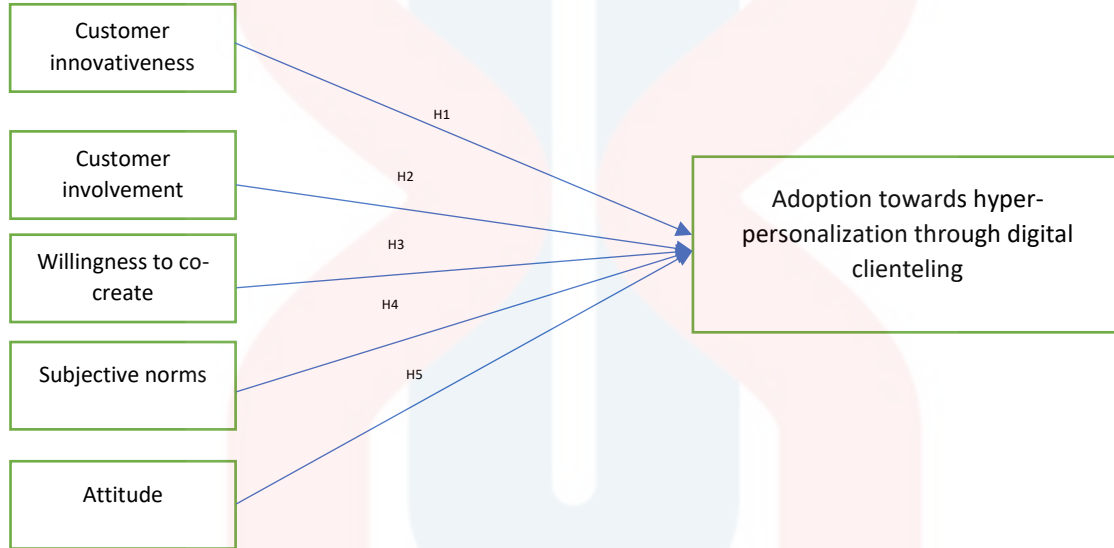 Customer
innovativeness
H1
Customer
involvement
H2
Willingness to co-
create
H3
H4
Subjective norms
H5
Attitude
Adoption towards hyper-
personalization through digital
clienteling